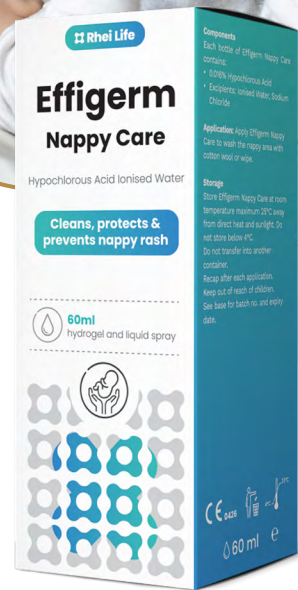 Rhei Life
Effigerm
Nappy Care
Hypochlorous Acid Ionised Water
Cleans, protects &
prevents nappy rash
60ml
hydrogel and liquid spray
Components
Each bottle of Effigerm Nappy Care
contains:
• 0.016% Hypochlorous Acid
• Excipients: Ionised Water, Sodium
Chloride
Application: Apply Effigerm Nappy
Care to wash the nappy area with
cotton wool or wipe.
Storage
Store Effigerm Nappy Care at room
temperature maximum 25°C away
from direct heat and sunlight. Do
not store below 4°C.
Do not transfer into another
container.
Recap after each application.
Keep out of reach of children.
See base for batch no. and expiry
date.
CE 0426
60 ml e